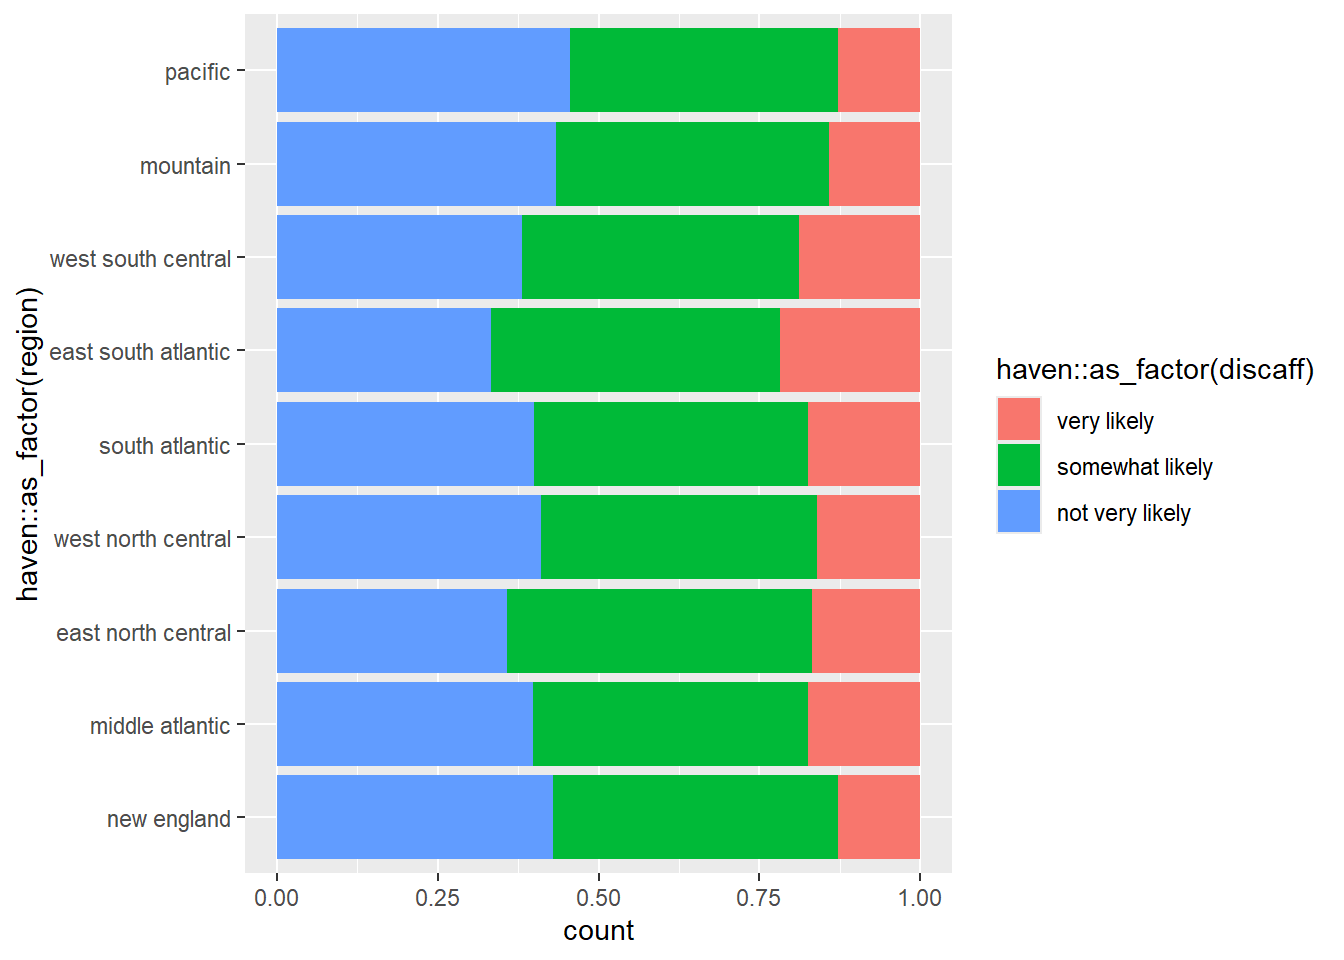 haven::as_factor(region)
pacific
mountain
west south central
east south atlantic
south atlantic
west north central
east north central
middle atlantic
new england
0.00 0.25 0.50 0.75 1.00
count
haven::as_factor(discaff)
very likely
somewhat likely
not very likely